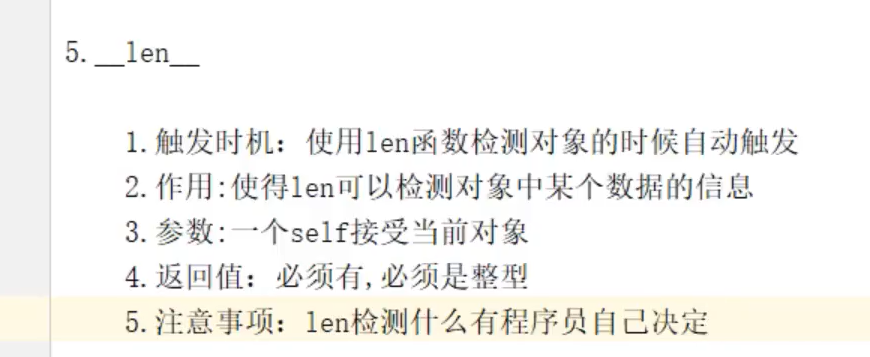 5.__len__
1.触发时机：使用len函数检测对象的时候自动触发
2.作用:使得len可以检测对象中某个数据的信息
3.参数:一个self接受当前对象
4.返回值：必须有,必须是整型
5.注意事项：len检测什么有程序员自己决定